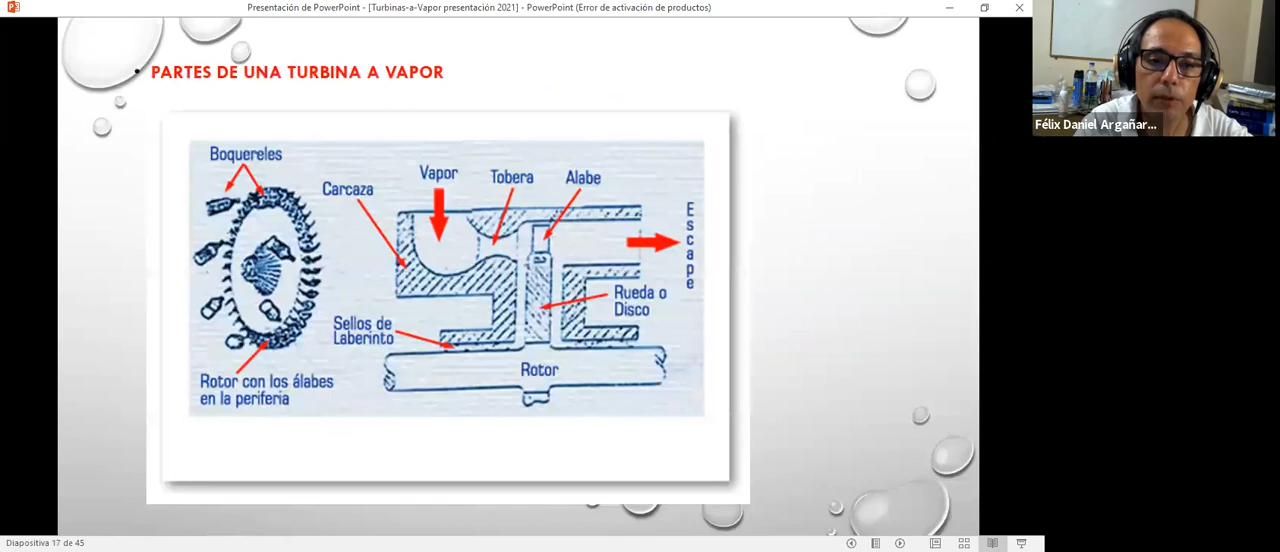 Presentación de PowerPoint - [Turbinas-a-Vapor presentación 2021] - PowerPoint (Error de activación de productos)
• PARTES DE UNA TURBINA A VAPOR
Boquereles
Carcaza
Vapor
Tobera
Alabe
Escape
Rueda o
Disco
Sellos de
Laberinto
Rotor
Rotor con los álabes
en la periferia
Félix Daniel Argañar...
Diapositiva 17 de 45